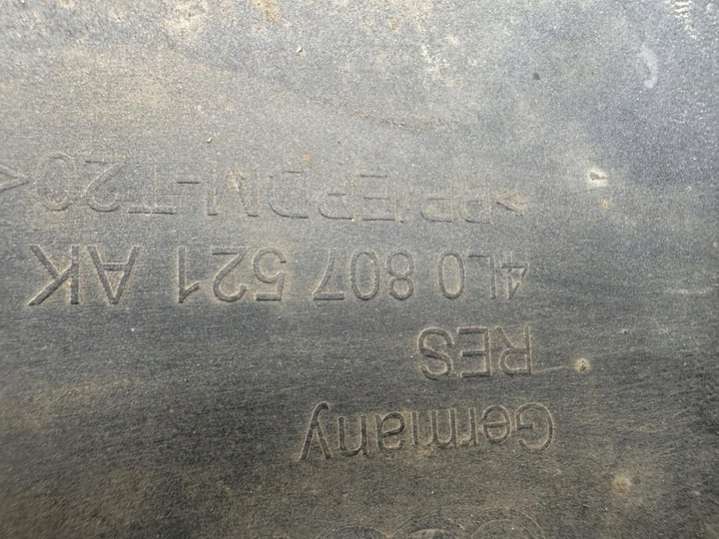 Germany
RES
4L0 807 521 AK
>PP/EPDM-T20<